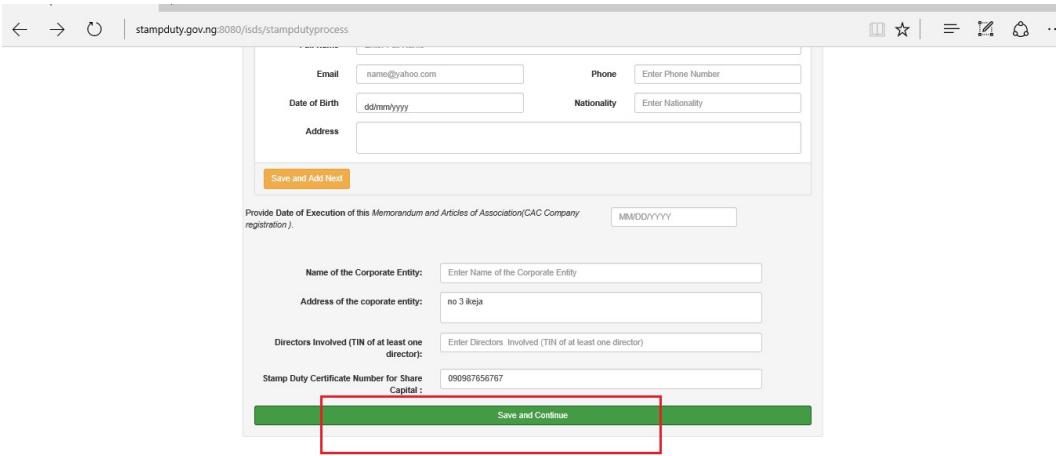 stampduty.gov.ng:8080/isds/stampdutyprocess
Email name@yahoo.com Phone Enter Phone Number
Date of Birth dd/mm/yyyy Nationality Enter Nationality
Address
Save and Add Next
Provide Date of Execution of this Memorandum and Articles of Association(CAC Company MM/DD/YYYY
registration ).
Name of the Corporate Entity: Enter Name of the Corporate Entity
Address of the coporate entity: no 3 ikeja
Directors Involved (TIN of at least one Enter Directors Involved (TIN of at least one director)
director):
Stamp Duty Certificate Number for Share 090987656767
Capital :
Save and Continue